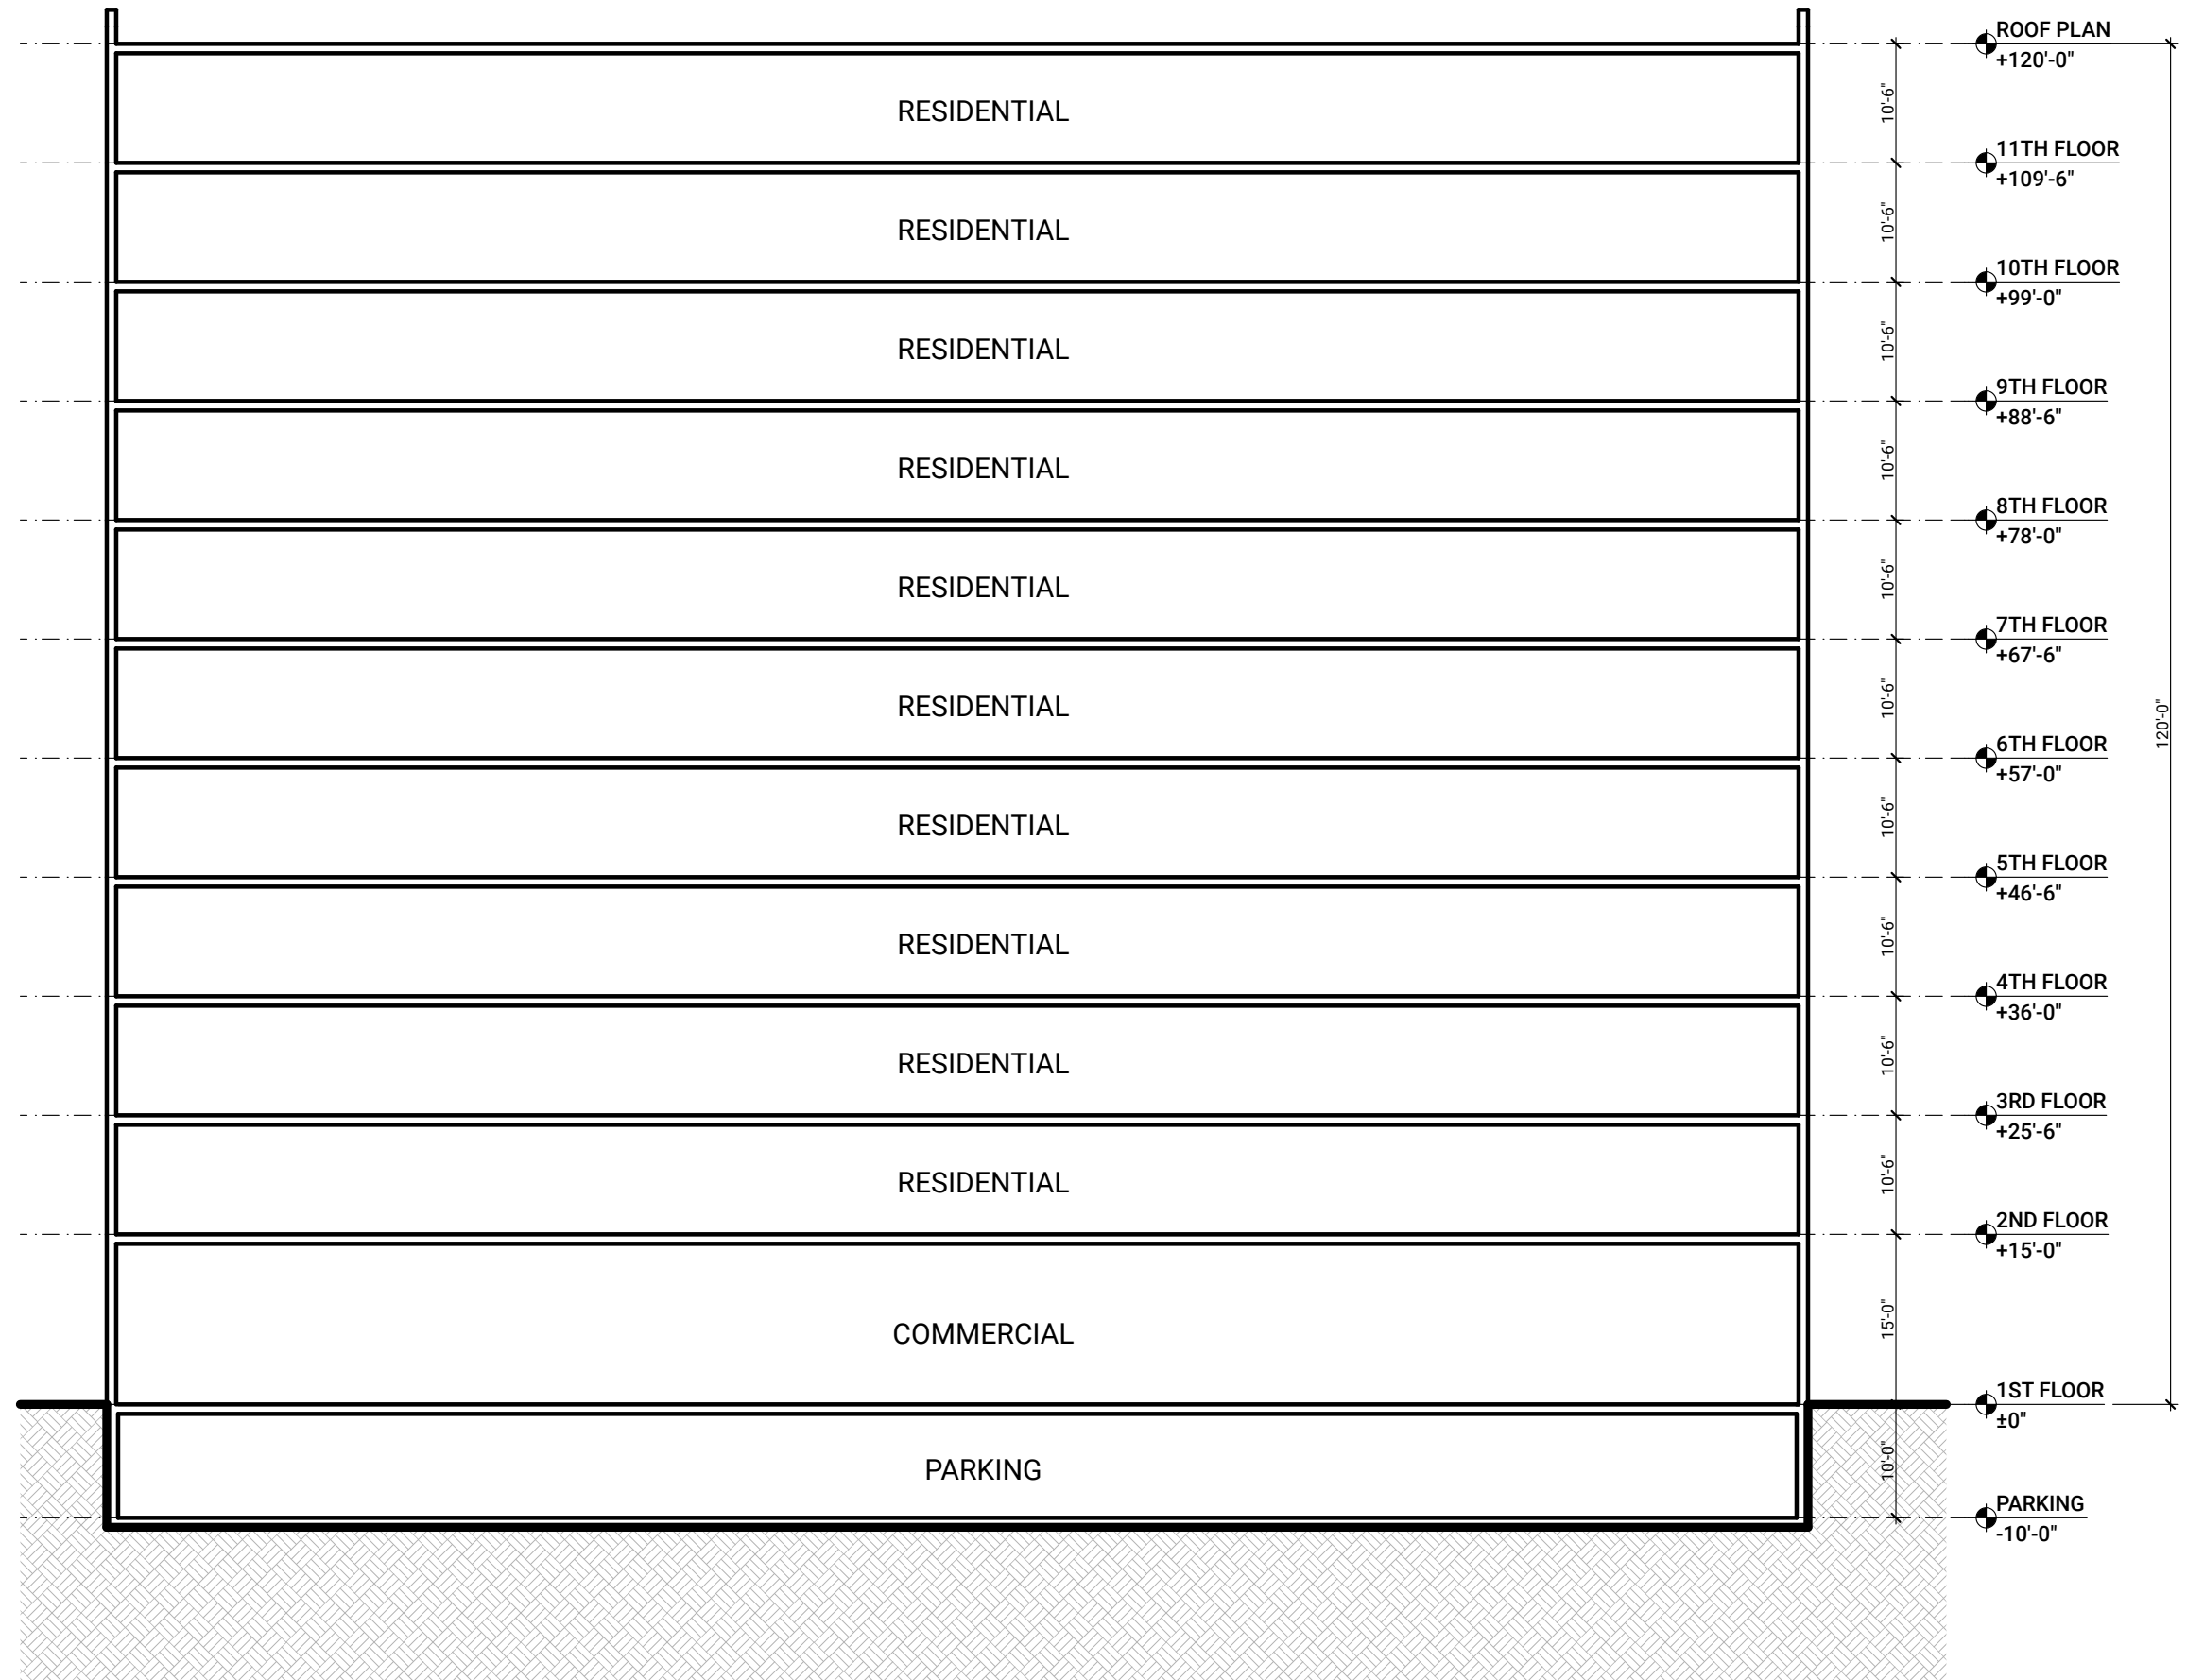 ROOF PLAN
+120'-0"
RESIDENTIAL
10'-6"
11TH FLOOR
+109'-6"
RESIDENTIAL
10'-6"
10TH FLOOR
+99'-0"
RESIDENTIAL
10'-6"
9TH FLOOR
+88'-6"
RESIDENTIAL
10'-6"
8TH FLOOR
+78'-0"
RESIDENTIAL
10'-6"
7TH FLOOR
+67'-6"
RESIDENTIAL
10'-6"
120'-0"
6TH FLOOR
+57'-0"
RESIDENTIAL
10'-6"
5TH FLOOR
+46'-6"
RESIDENTIAL
10'-6"
4TH FLOOR
+36'-0"
RESIDENTIAL
10'-6"
3RD FLOOR
+25'-6"
RESIDENTIAL
10'-6"
2ND FLOOR
+15'-0"
COMMERCIAL
15'-0"
1ST FLOOR
±0"
PARKING
10'-0"
PARKING
-10'-0"